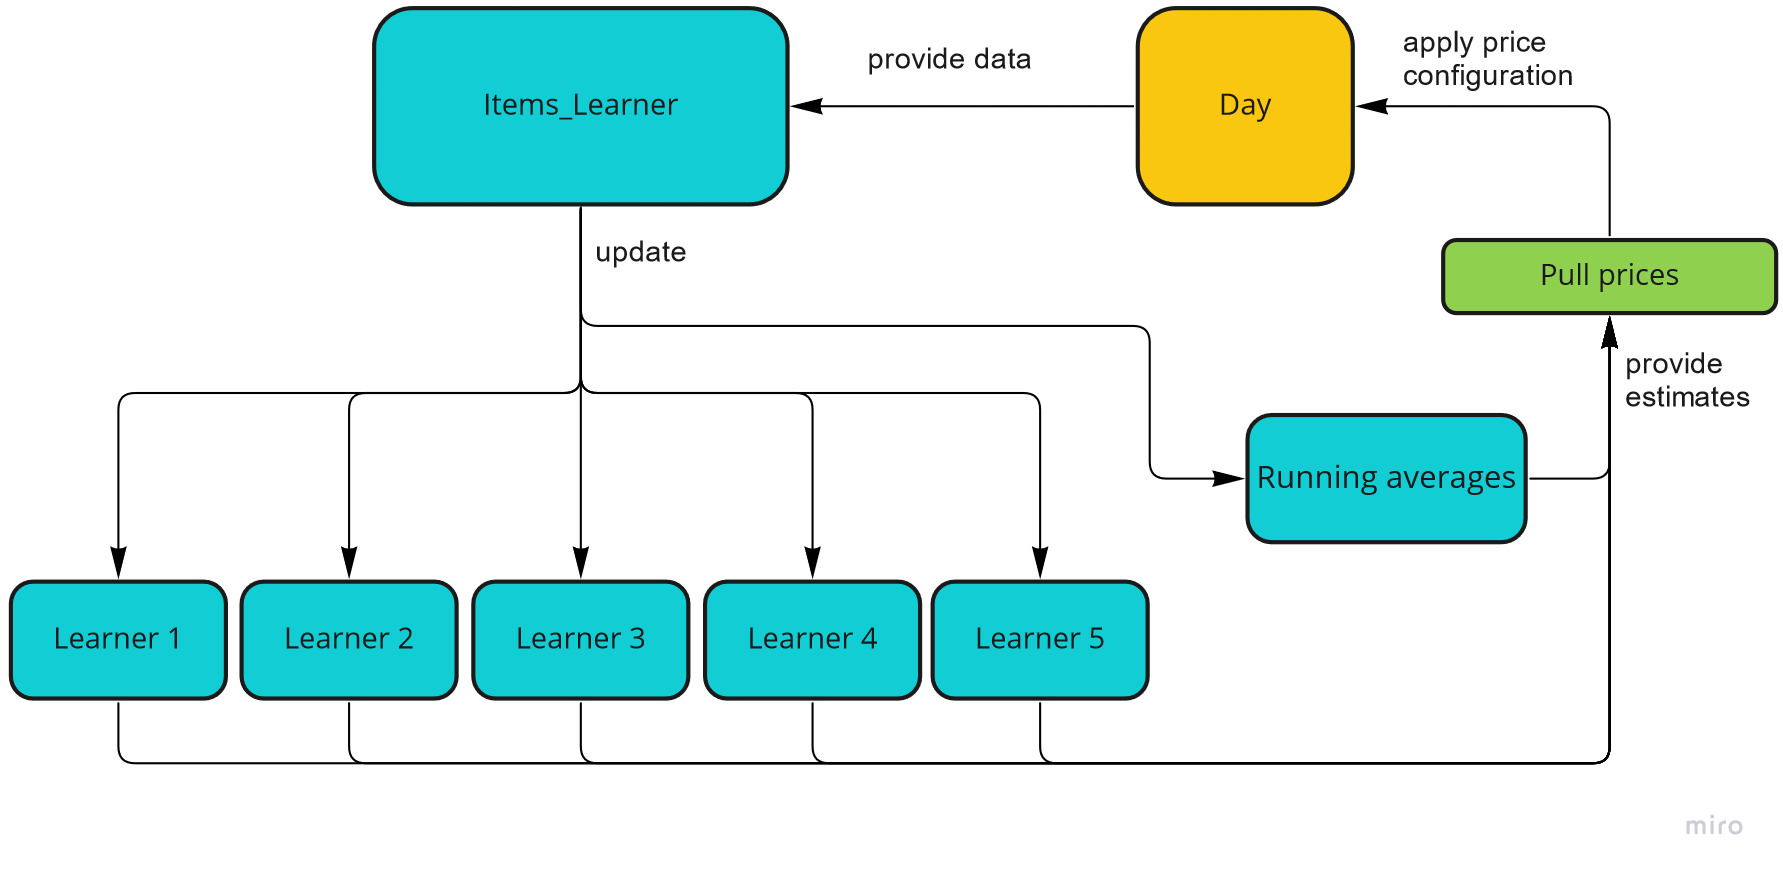 Items_Learner
provide data
Day
apply price
configuration
update
Pull prices
provide
estimates
Running averages
Learner 1
Learner 2
Learner 3
Learner 4
Learner 5
miro